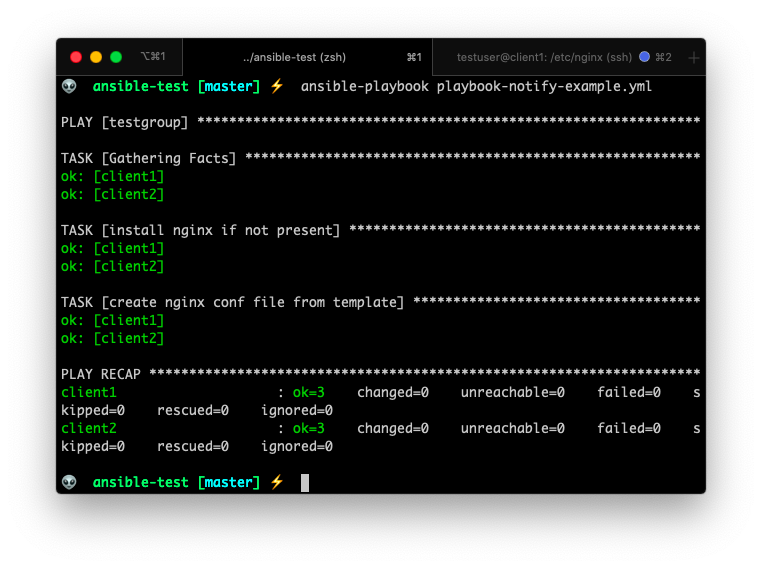 ⌥⌘1 ../ansible-test (zsh) ⌘1 testuser@client1: /etc/nginx (ssh) ⌘2 +
ansible-test [master] ⚡ ansible-playbook playbook-notify-example.yml
PLAY [testgroup] ***************************************************************
TASK [Gathering Facts] *********************************************************
ok: [client1]
ok: [client2]
TASK [install nginx if not present] ********************************************
ok: [client1]
ok: [client2]
TASK [create nginx conf file from template] ************************************
ok: [client1]
ok: [client2]
PLAY RECAP *********************************************************************
client1                    : ok=3    changed=0    unreachable=0    failed=0    s
kipped=0    rescued=0    ignored=0
client2                    : ok=3    changed=0    unreachable=0    failed=0    s
kipped=0    rescued=0    ignored=0
ansible-test [master] ⚡